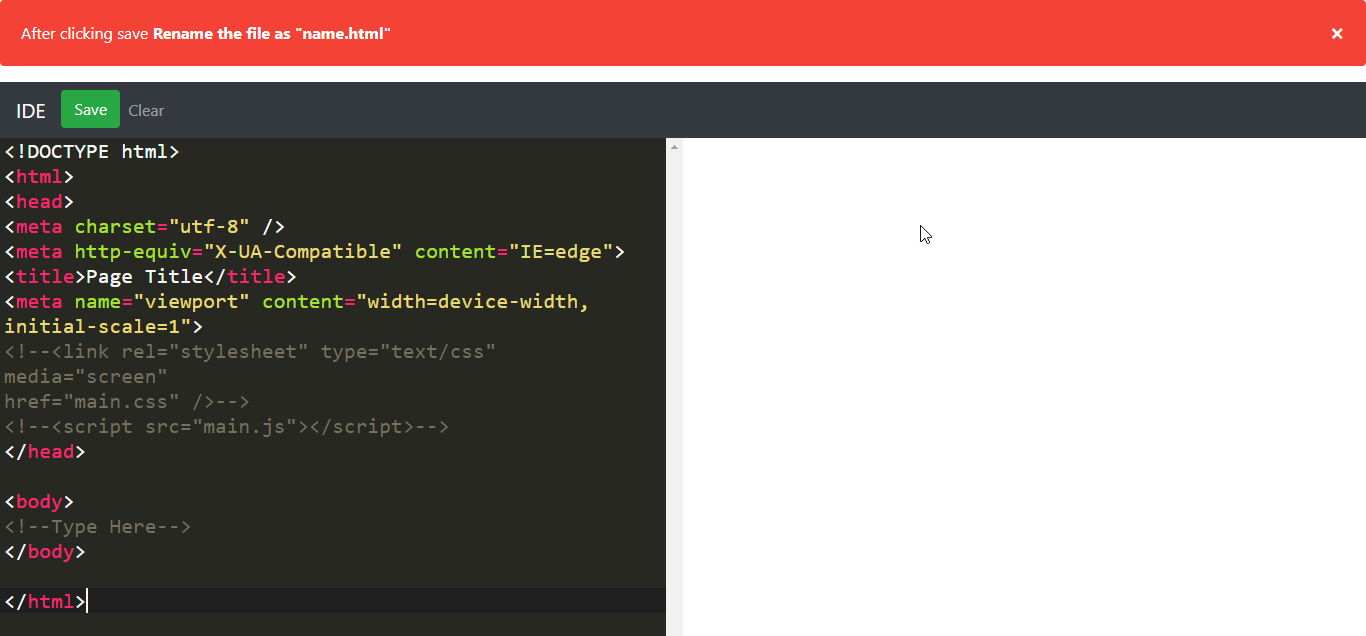 After clicking save Rename the file as "name.html" ×
IDE Save Clear
<!DOCTYPE html>
<html>
<head>
<meta charset="utf-8" />
<meta http-equiv="X-UA-Compatible" content="IE=edge">
<title>Page Title</title>
<meta name="viewport" content="width=device-width,
initial-scale=1">
<!--<link rel="stylesheet" type="text/css"
media="screen"
href="main.css" />-->
<!--<script src="main.js"></script>-->
</head>
<body>
<!--Type Here-->
</body>
</html>